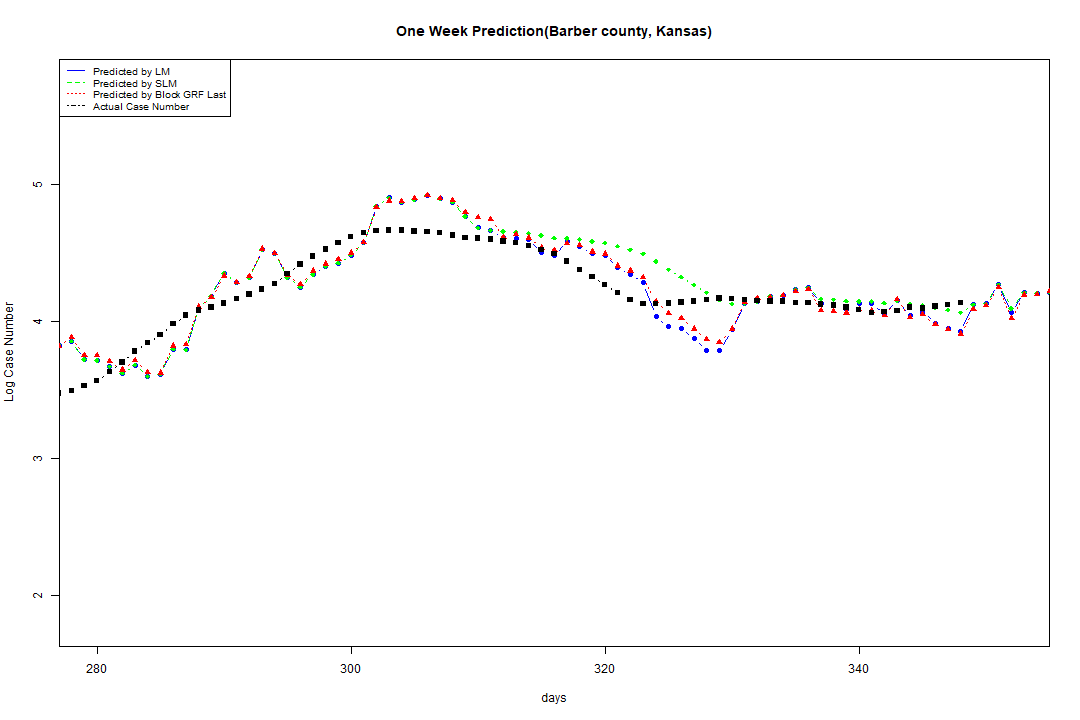 One Week Prediction(Barber county, Kansas)
Predicted by LM
Predicted by SLM
Predicted by Block GRF Last
Actual Case Number
Log Case Number
5
4
3
2
280 300 320 340
days